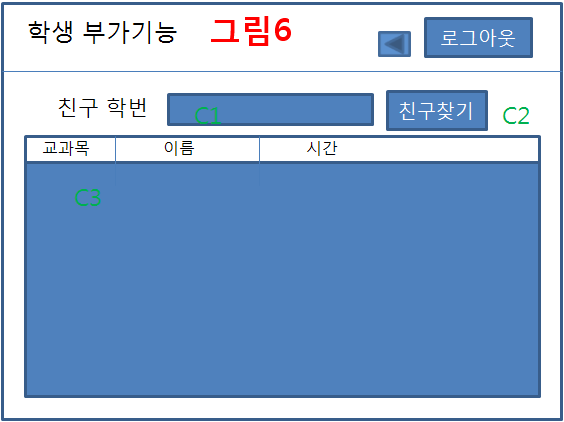 학생 부가기능 그림6
로그아웃
친구 학번 C1 친구찾기 C2
교과목 이름 시간
C3